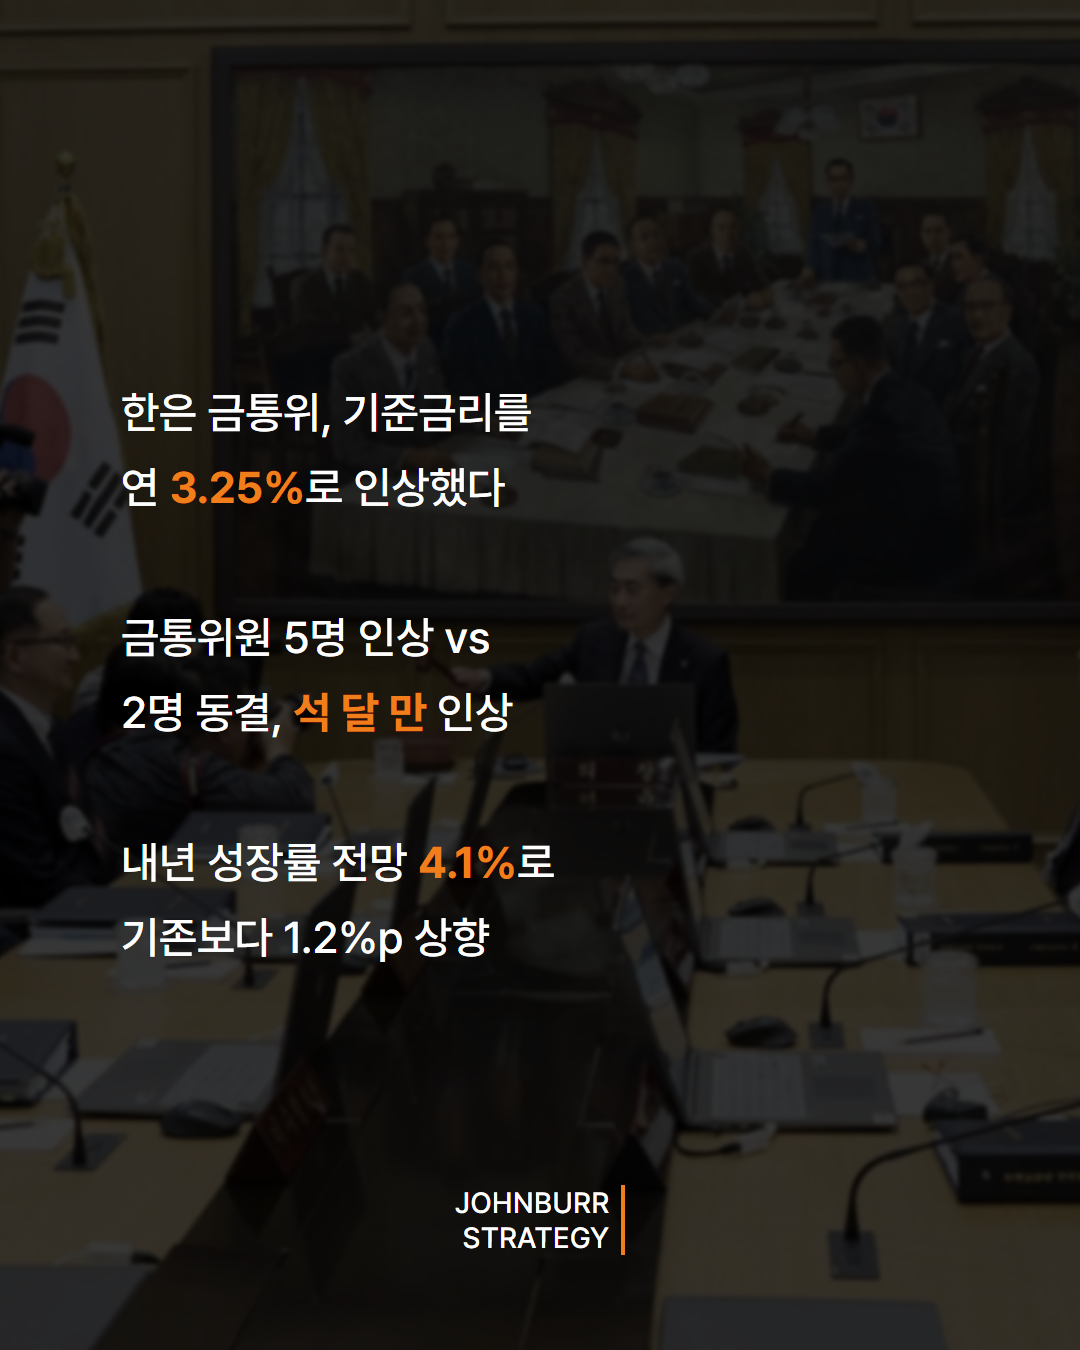 한은 금통위, 기준금리를
연 3.25%로 인상했다
금통위원 5명 인상 vs
2명 동결, 석 달 만 인상
내년 성장률 전망 4.1%로
기존보다 1.2%p 상향
JOHNBURR
STRATEGY